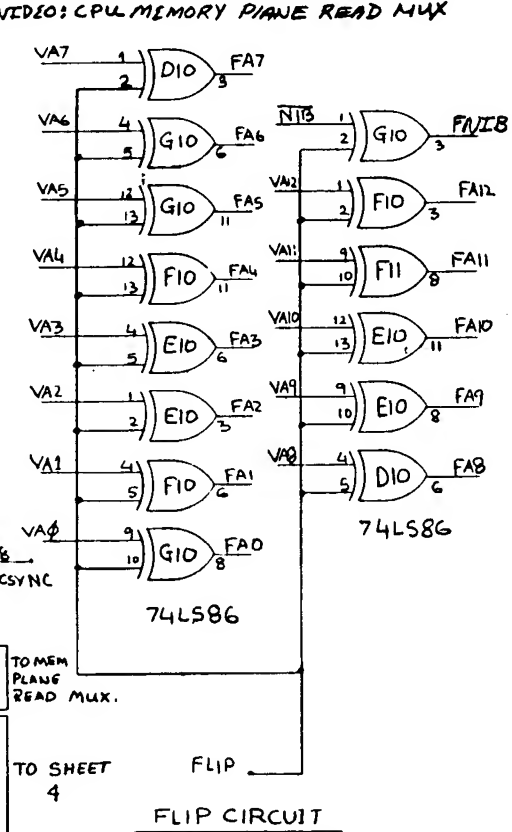 VIDEO: CPU MEMORY PLANE READ MUX
VA7 1 2 D10 3 FA7
VA6 4 5 G10 6 FA6
VA5 12 13 G10 11 FA5
VA4 12 13 F10 11 FA4
VA3 4 5 E10 6 FA3
VA2 1 2 E10 3 FA2
VA1 4 5 F10 6 FA1
VAØ 9 10 G10 8 FA0
74LS86
NIB 1 2 G10 3 FNIB
VA12 1 2 F10 3 FA12
VA11 9 10 F11 8 FA11
VA10 12 13 E10 11 FA10
VA9 9 10 E10 8 FA9
VA8 4 5 D10 6 FA8
74LS86
CSYNC
TO MEM
PLANE
READ MUX.
TO SHEET
4
FLIP
FLIP CIRCUIT